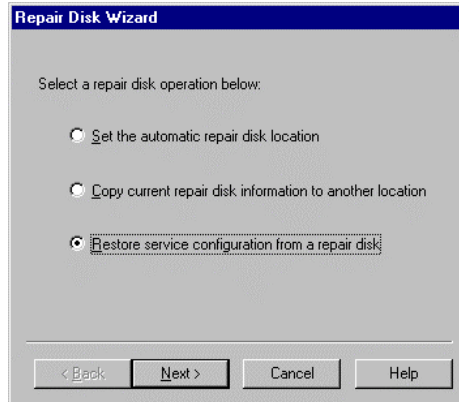 Repair Disk Wizard
Select a repair disk operation below:
Set the automatic repair disk location
Copy current repair disk information to another location
Restore service configuration from a repair disk
< Back Next > Cancel Help